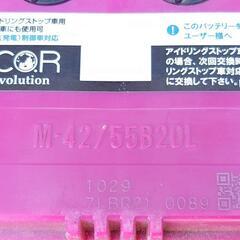 ドリングストップ車用
車にも使用可
(発電)制御車対応
COR
volution
このバッテリーを
ユーザー様へ
アイドリングストップ
の場合、次回交換時
リングストップ車対応
に交換して下さい。
M-42/55B20L
1029
7LBR21 0089